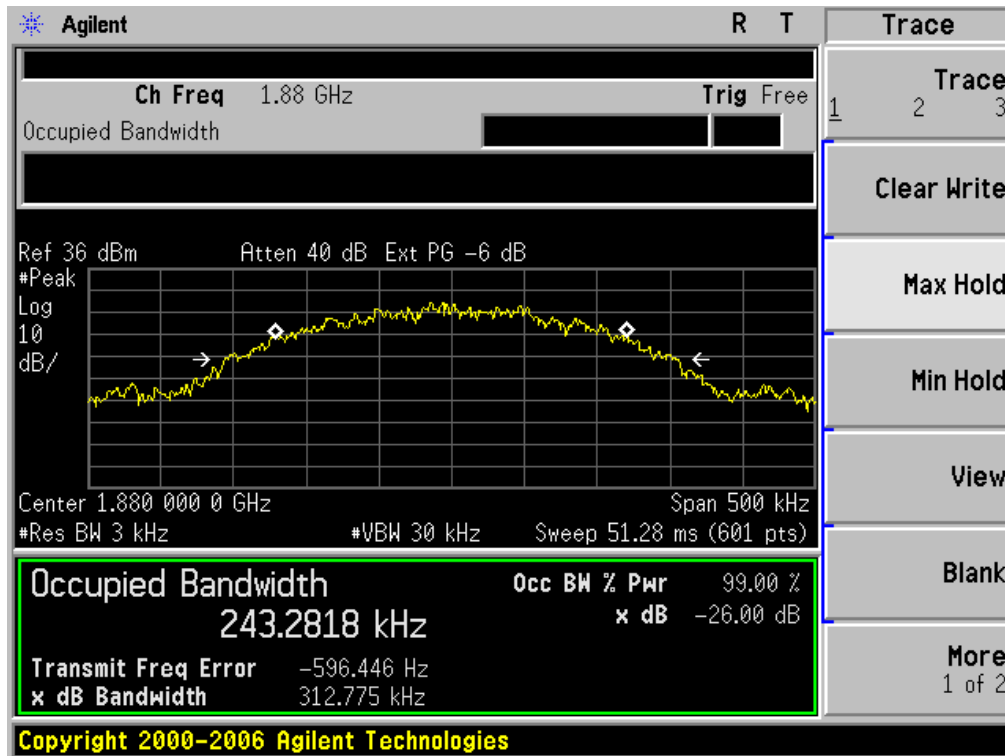 Agilent R T Trace
Ch Freq 1.88 GHz Trig Free
Occupied Bandwidth
Trace
1 2 3
Clear Write
Max Hold
Min Hold
View
Blank
More
1 of 2
Ref 36 dBm Atten 40 dB Ext PG -6 dB
#Peak
Log
10
dB/
Center 1.880 000 0 GHz Span 500 kHz
#Res BW 3 kHz #VBW 30 kHz Sweep 51.28 ms (601 pts)
Occupied Bandwidth Occ BW % Pwr 99.00 %
243.2818 kHz x dB -26.00 dB
Transmit Freq Error -596.446 Hz
x dB Bandwidth 312.775 kHz
Copyright 2000-2006 Agilent Technologies